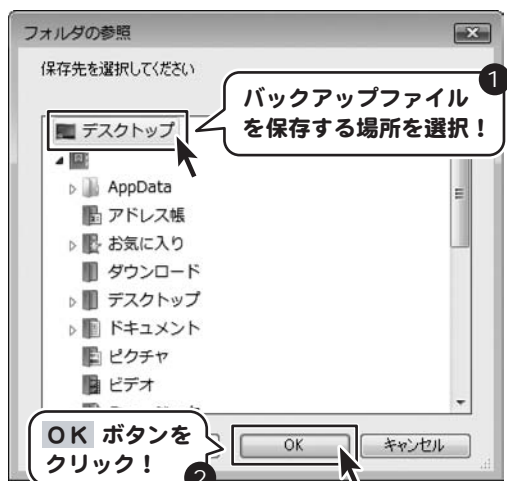 フォルダの参照
保存先を選択してください
1
バックアップファイル
を保存する場所を選択！
デスクトップ
AppData
アドレス帳
お気に入り
ダウンロード
デスクトップ
ドキュメント
ピクチャ
ビデオ
OK ボタンを
クリック！
2
OK
キャンセル